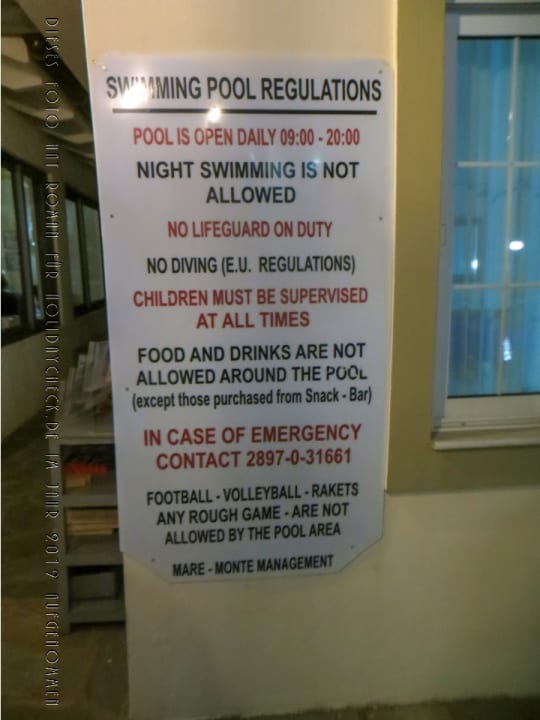 SWIMMING POOL REGULATIONS
POOL IS OPEN DAILY 09:00 - 20:00
NIGHT SWIMMING IS NOT
ALLOWED
NO LIFEGUARD ON DUTY
NO DIVING (E.U. REGULATIONS)
CHILDREN MUST BE SUPERVISED
AT ALL TIMES
FOOD AND DRINKS ARE NOT
ALLOWED AROUND THE POOL
(except those purchased from Snack - Bar)
IN CASE OF EMERGENCY
CONTACT 2897-0-31661
FOOTBALL - VOLLEYBALL - RAKETS
ANY ROUGH GAME - ARE NOT
ALLOWED BY THE POOL AREA
MARE - MONTE MANAGEMENT
DIESES FOTO HAT ROMAN FÜR HOLIDAYCHECK.DE IM JAHR 2019 AUFGENOMMEN